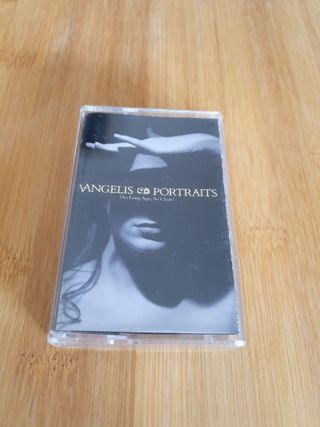 VANGELIS PORTRAITS
(So Long Ago, So Clear)